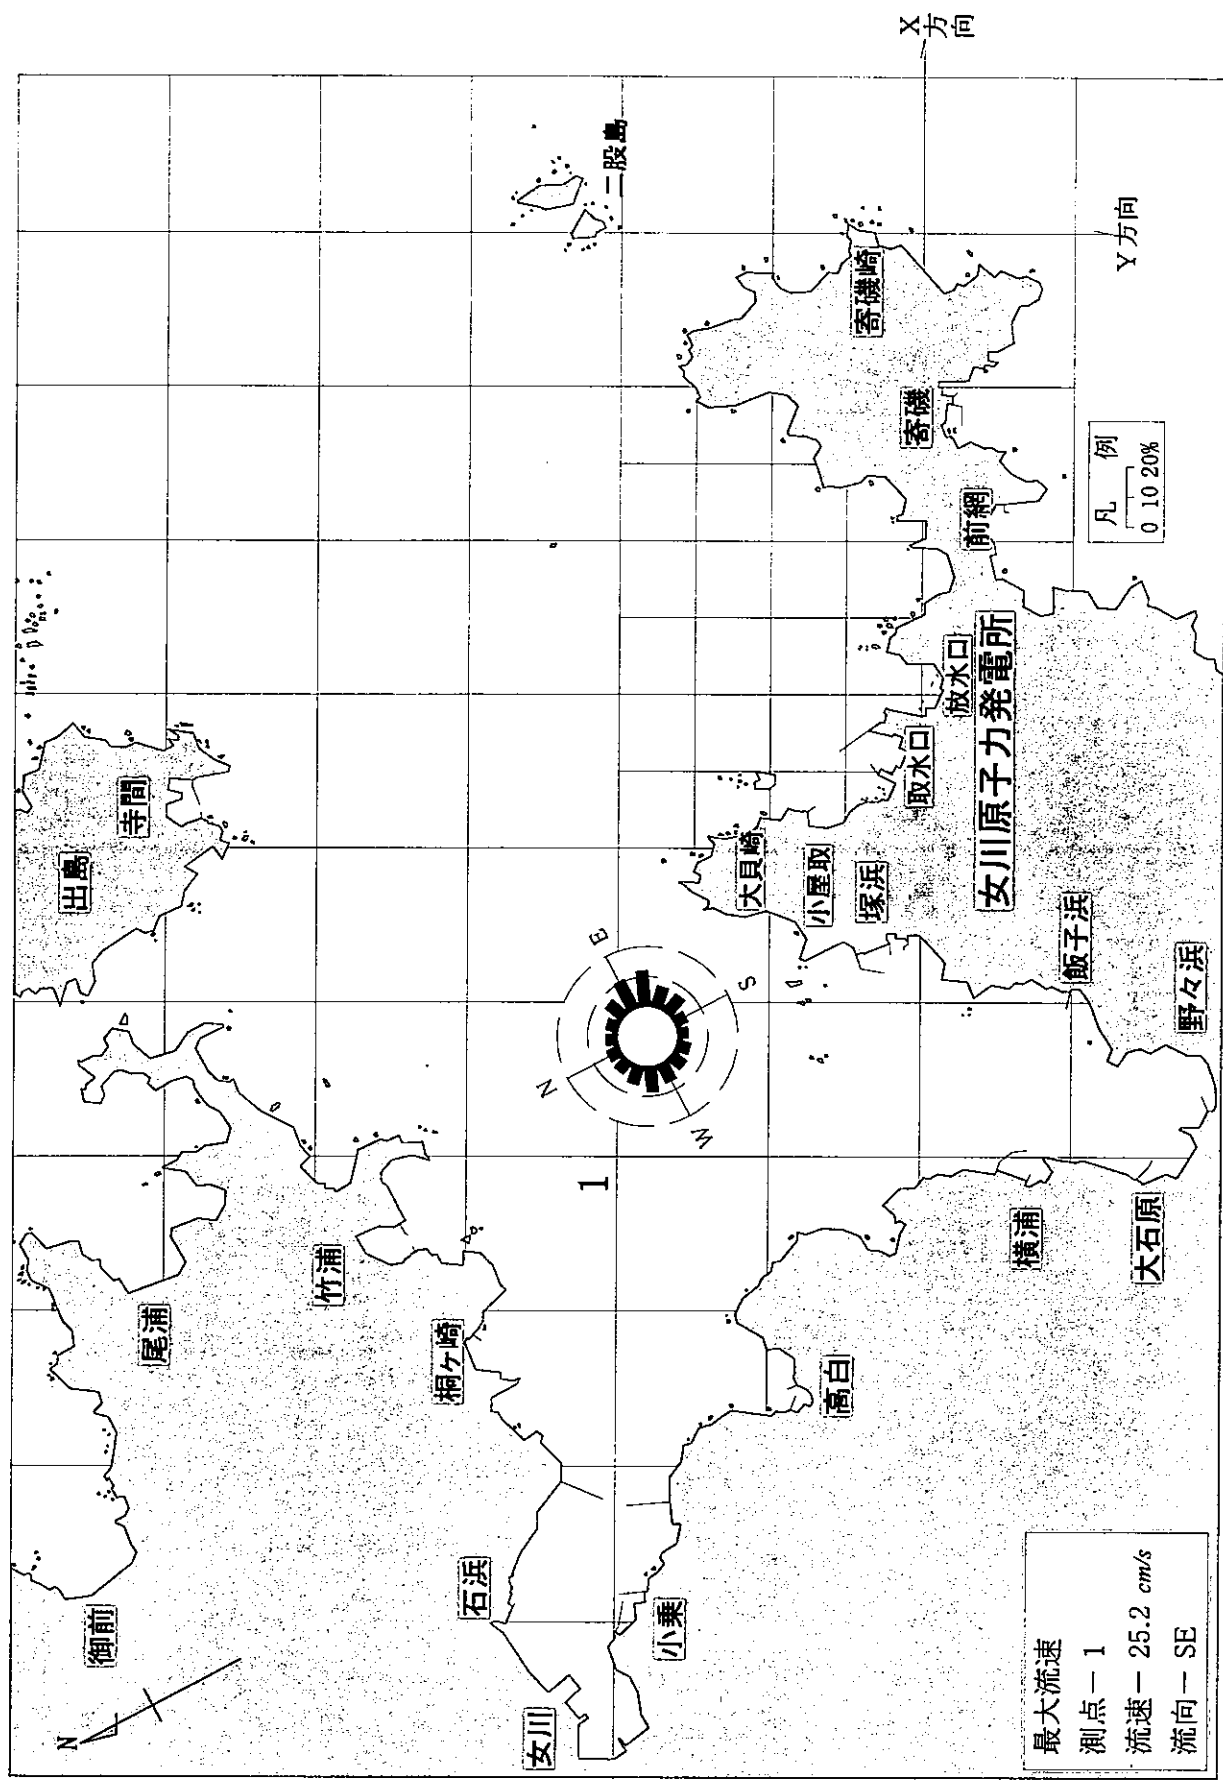 N
御前
尾浦
出島
寺間
二股島
竹浦
桐ケ崎
石浜
女川
小乗
高白
横浦
大石原
野々浜
飯子浜
塚浜
小屋取
大貝崎
取水口
放水口
女川原子力発電所
前網
寄磯
寄磯崎
1
N
E
S
W
X
方
向
Y方向
凡 例
0 10 20%
最大流速
測点－1
流速－25.2 cm/s
流向－SE